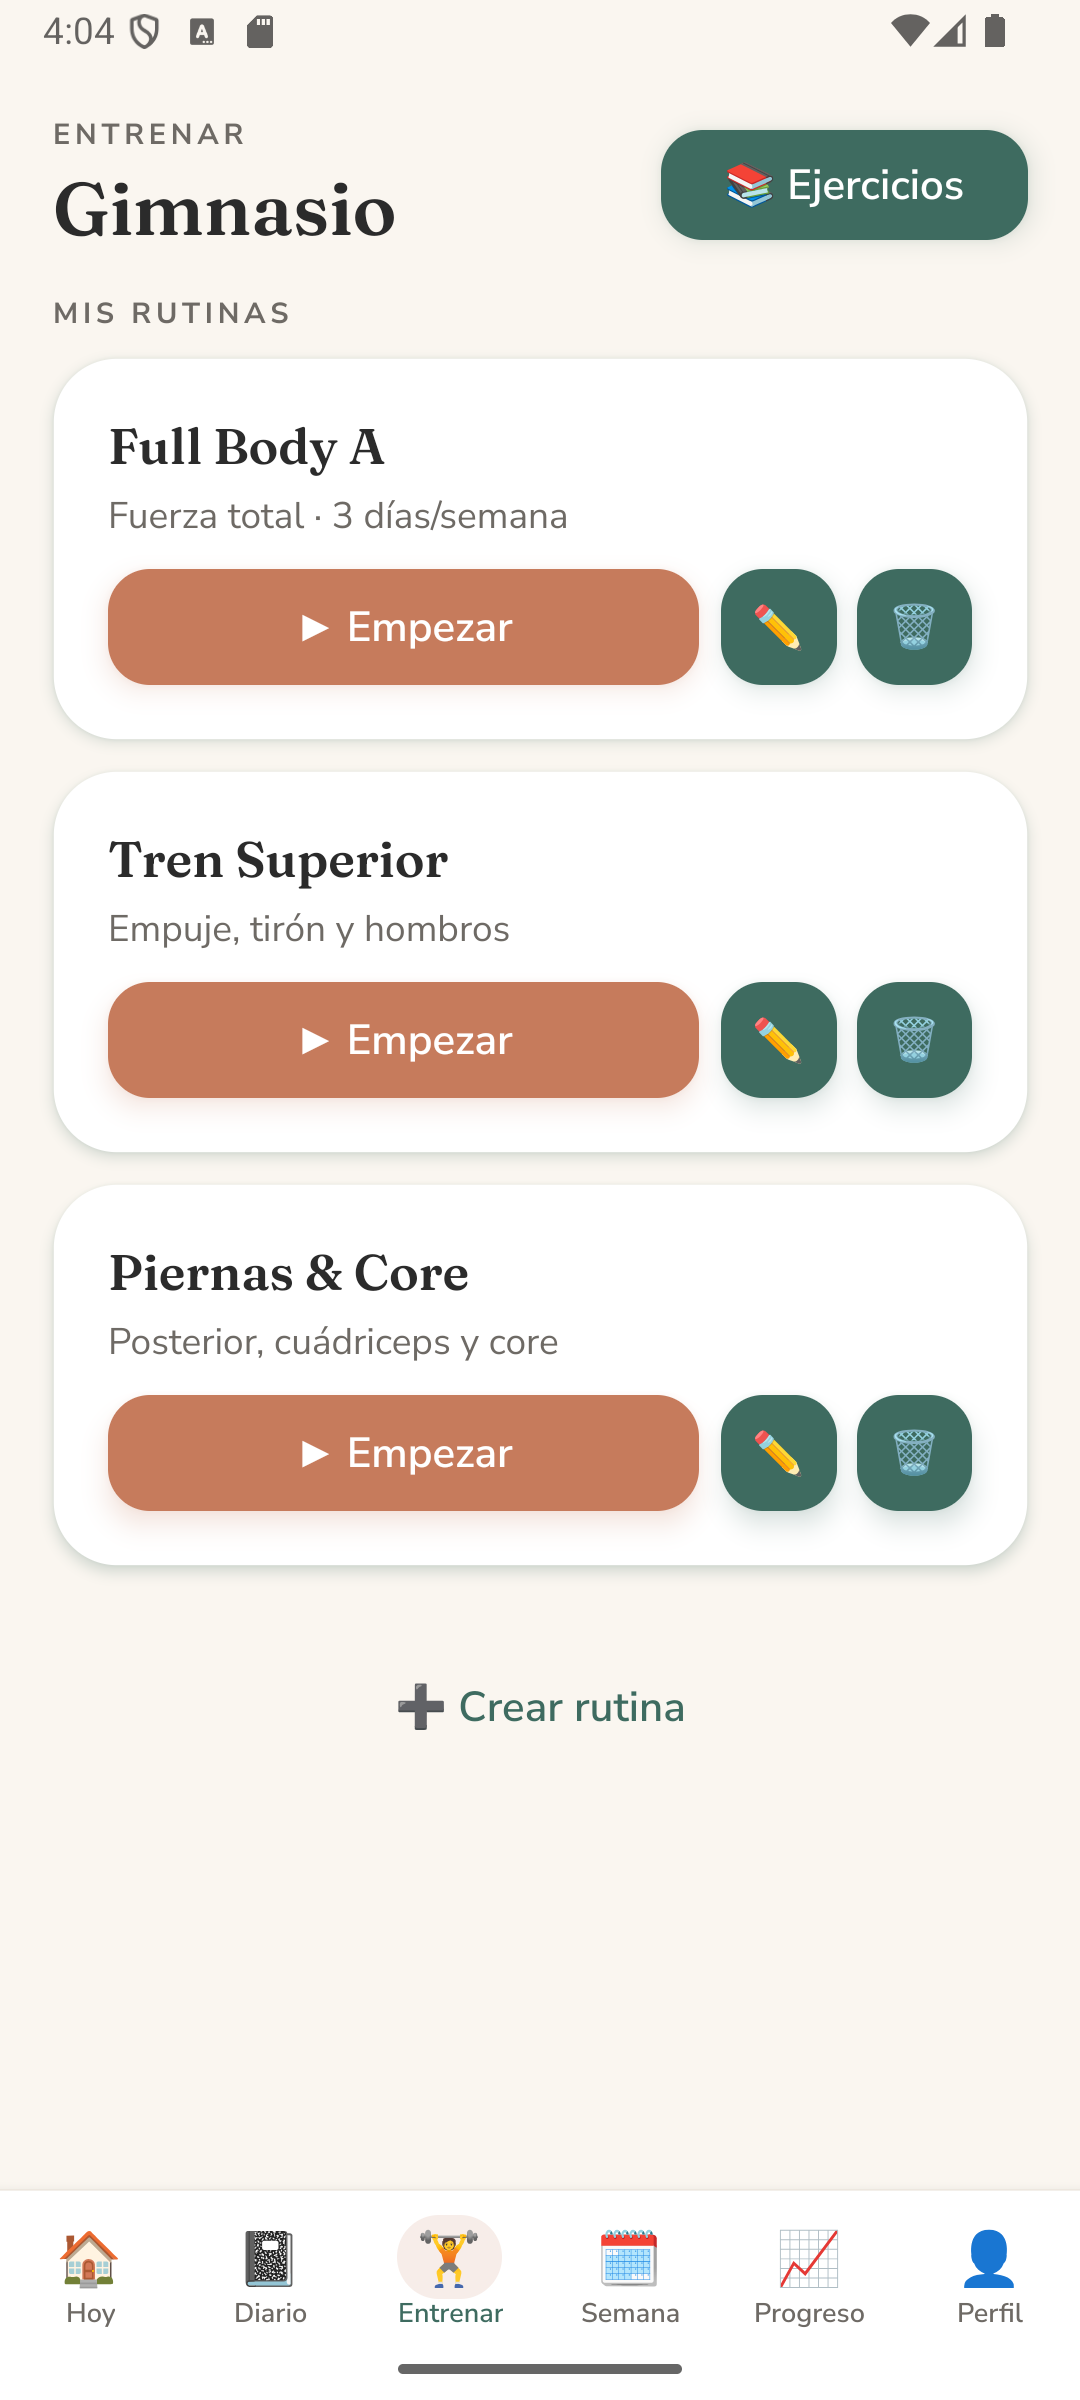 4:04
ENTRENAR
Gimnasio
📚 Ejercicios
MIS RUTINAS
Full Body A
Fuerza total · 3 días/semana
▶ Empezar
Tren Superior
Empuje, tirón y hombros
▶ Empezar
Piernas & Core
Posterior, cuádriceps y core
▶ Empezar
➕ Crear rutina
Hoy
Diario
Entrenar
Semana
Progreso
Perfil